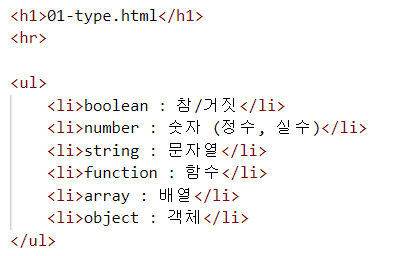 <h1>01-type.html</h1>
<hr>
<ul>
<li>boolean : 참/거짓</li>
<li>number : 숫자 (정수, 실수)</li>
<li>string : 문자열</li>
<li>function : 함수</li>
<li>array : 배열</li>
<li>object : 객체</li>
</ul>